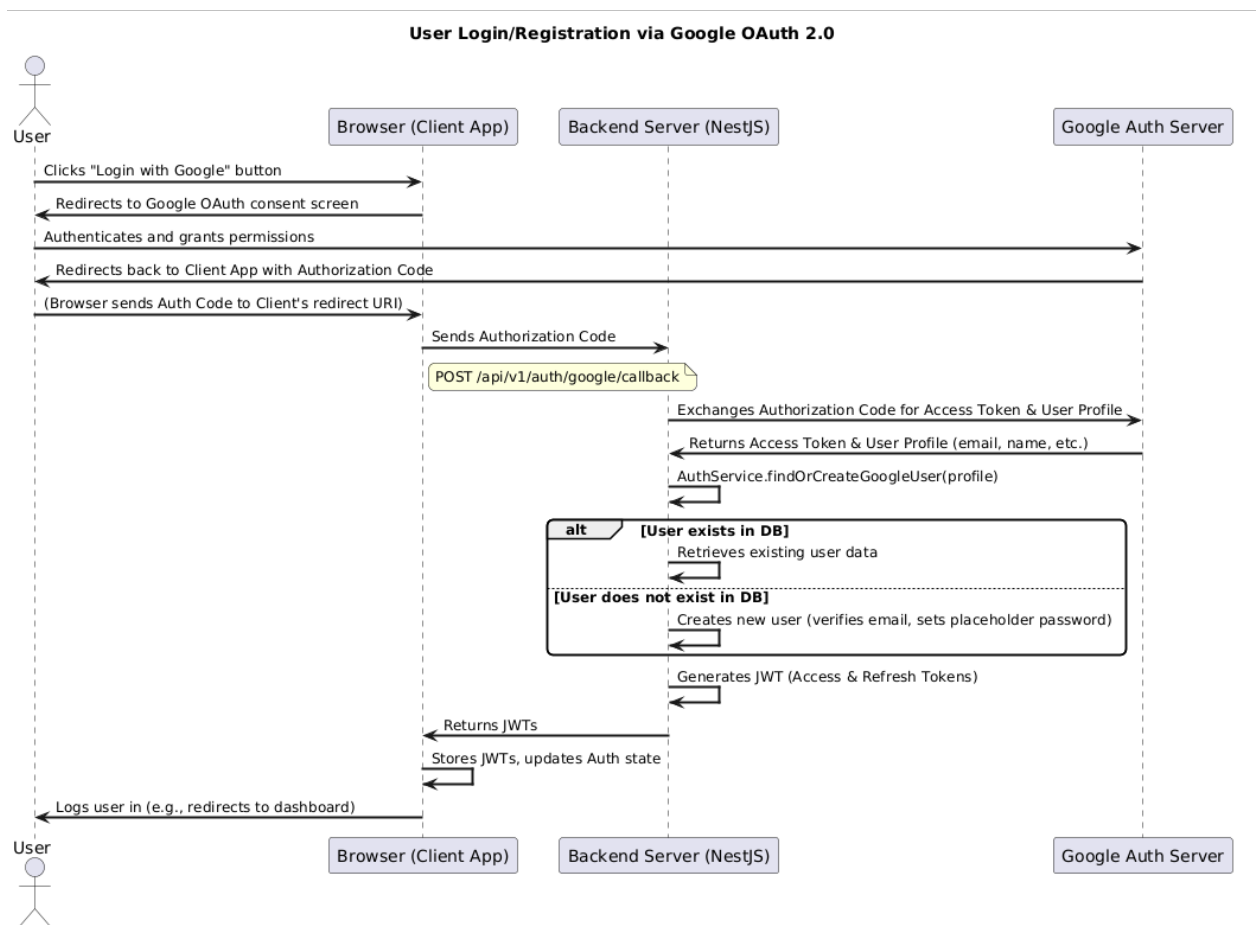 User Login/Registration via Google OAuth 2.0
User
Browser (Client App)
Backend Server (NestJS)
Google Auth Server
Clicks "Login with Google" button
Redirects to Google OAuth consent screen
Authenticates and grants permissions
Redirects back to Client App with Authorization Code
(Browser sends Auth Code to Client's redirect URI)
Sends Authorization Code
POST /api/v1/auth/google/callback
Exchanges Authorization Code for Access Token & User Profile
Returns Access Token & User Profile (email, name, etc.)
AuthService.findOrCreateGoogleUser(profile)
alt
[User exists in DB]
Retrieves existing user data
[User does not exist in DB]
Creates new user (verifies email, sets placeholder password)
Generates JWT (Access & Refresh Tokens)
Returns JWTs
Stores JWTs, updates Auth state
Logs user in (e.g., redirects to dashboard)
User
Browser (Client App)
Backend Server (NestJS)
Google Auth Server